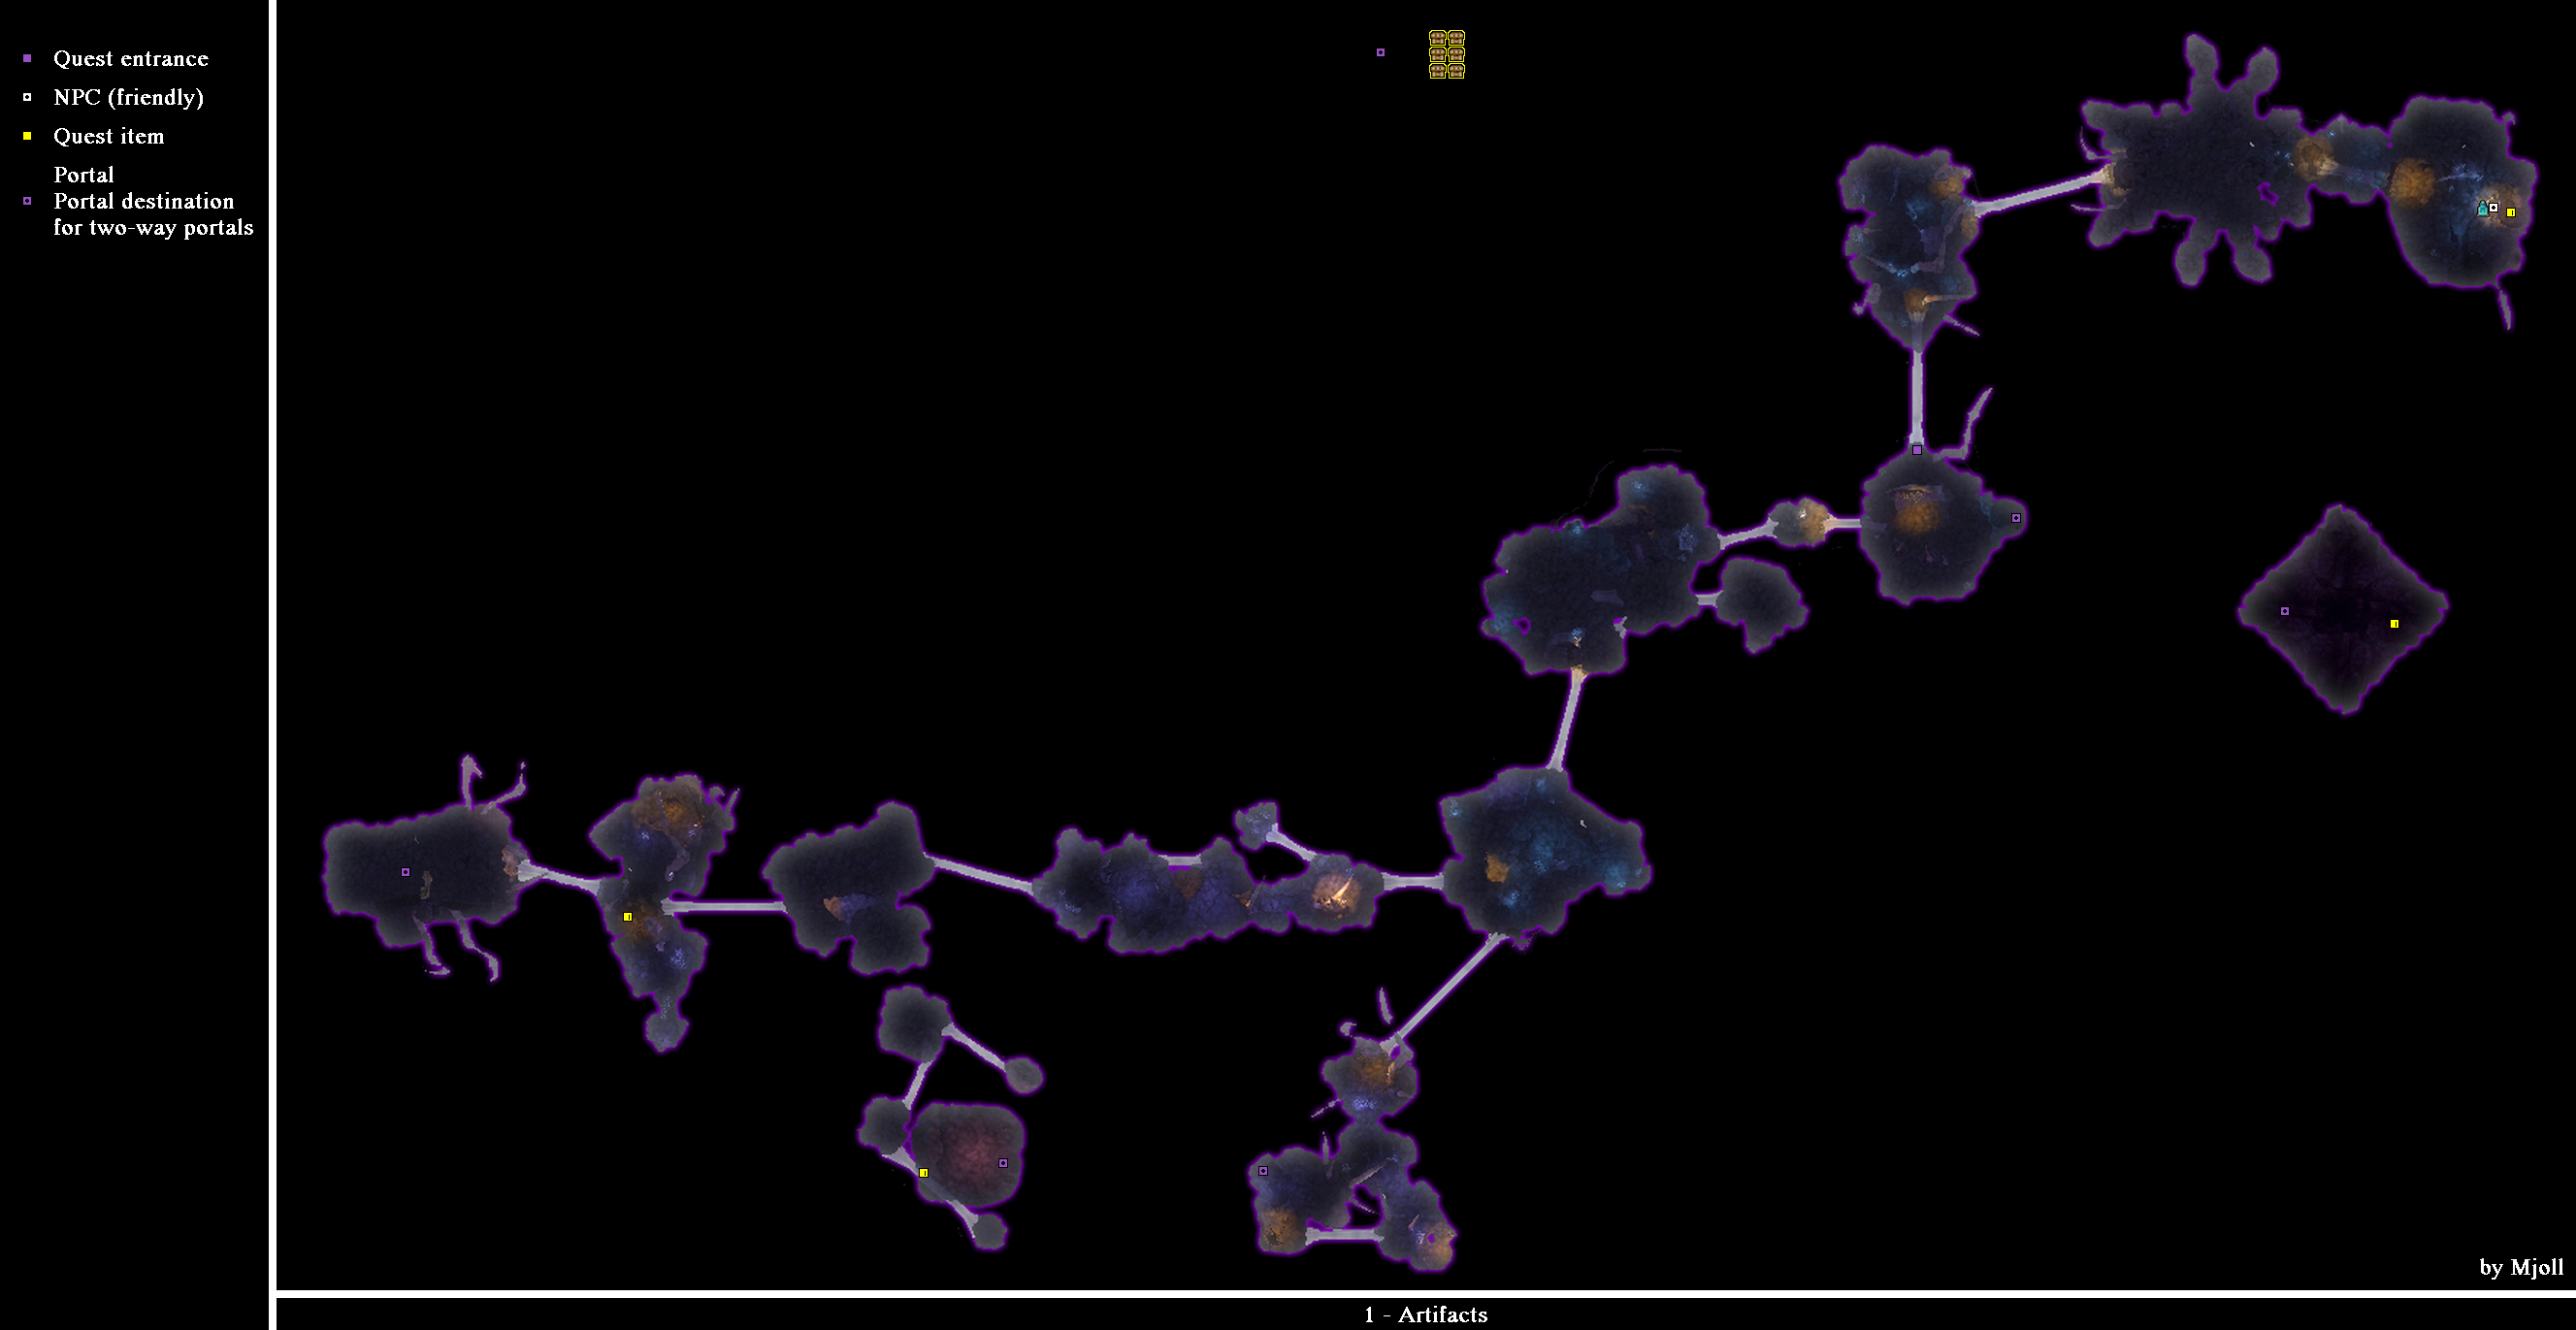 Quest entrance
NPC (friendly)
Quest item
Portal
Portal destination
for two-way portals
by Mjoll
1 - Artifacts